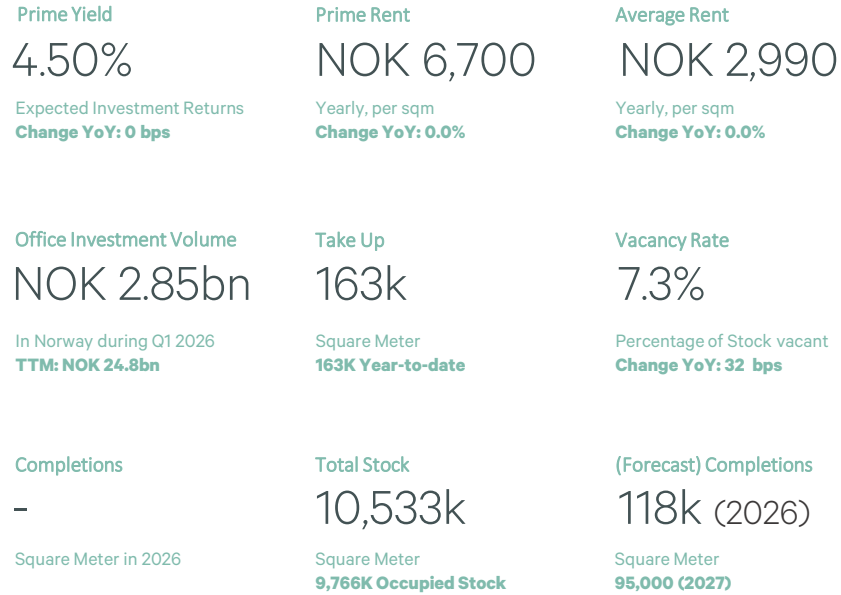 Prime Yield
4.50%
Expected Investment Returns
Change YoY: 0 bps
Prime Rent
NOK 6,700
Yearly, per sqm
Change YoY: 0.0%
Average Rent
NOK 2,990
Yearly, per sqm
Change YoY: 0.0%
Office Investment Volume
NOK 2.85bn
In Norway during Q1 2026
TTM: NOK 24.8bn
Take Up
163k
Square Meter
163K Year-to-date
Vacancy Rate
7.3%
Percentage of Stock vacant
Change YoY: 32 bps
Completions
-
Square Meter in 2026
Total Stock
10,533k
Square Meter
9,766K Occupied Stock
(Forecast) Completions
118k (2026)
Square Meter
95,000 (2027)